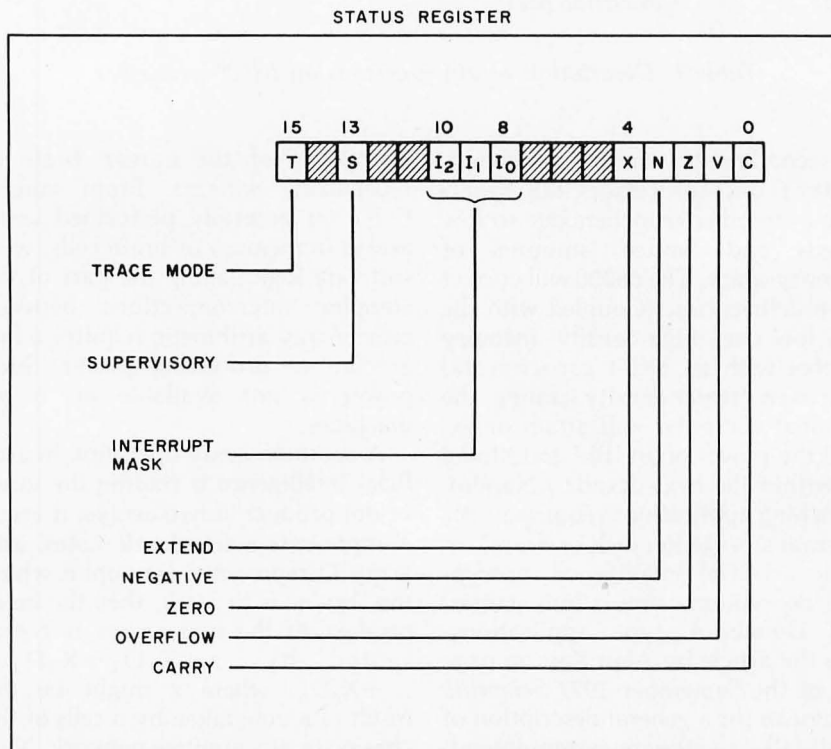 STATUS REGISTER
15 13 10 8 4 0
T S I2 I1 I0 X N Z V C
TRACE MODE
SUPERVISORY
INTERRUPT
MASK
EXTEND
NEGATIVE
ZERO
OVERFLOW
CARRY